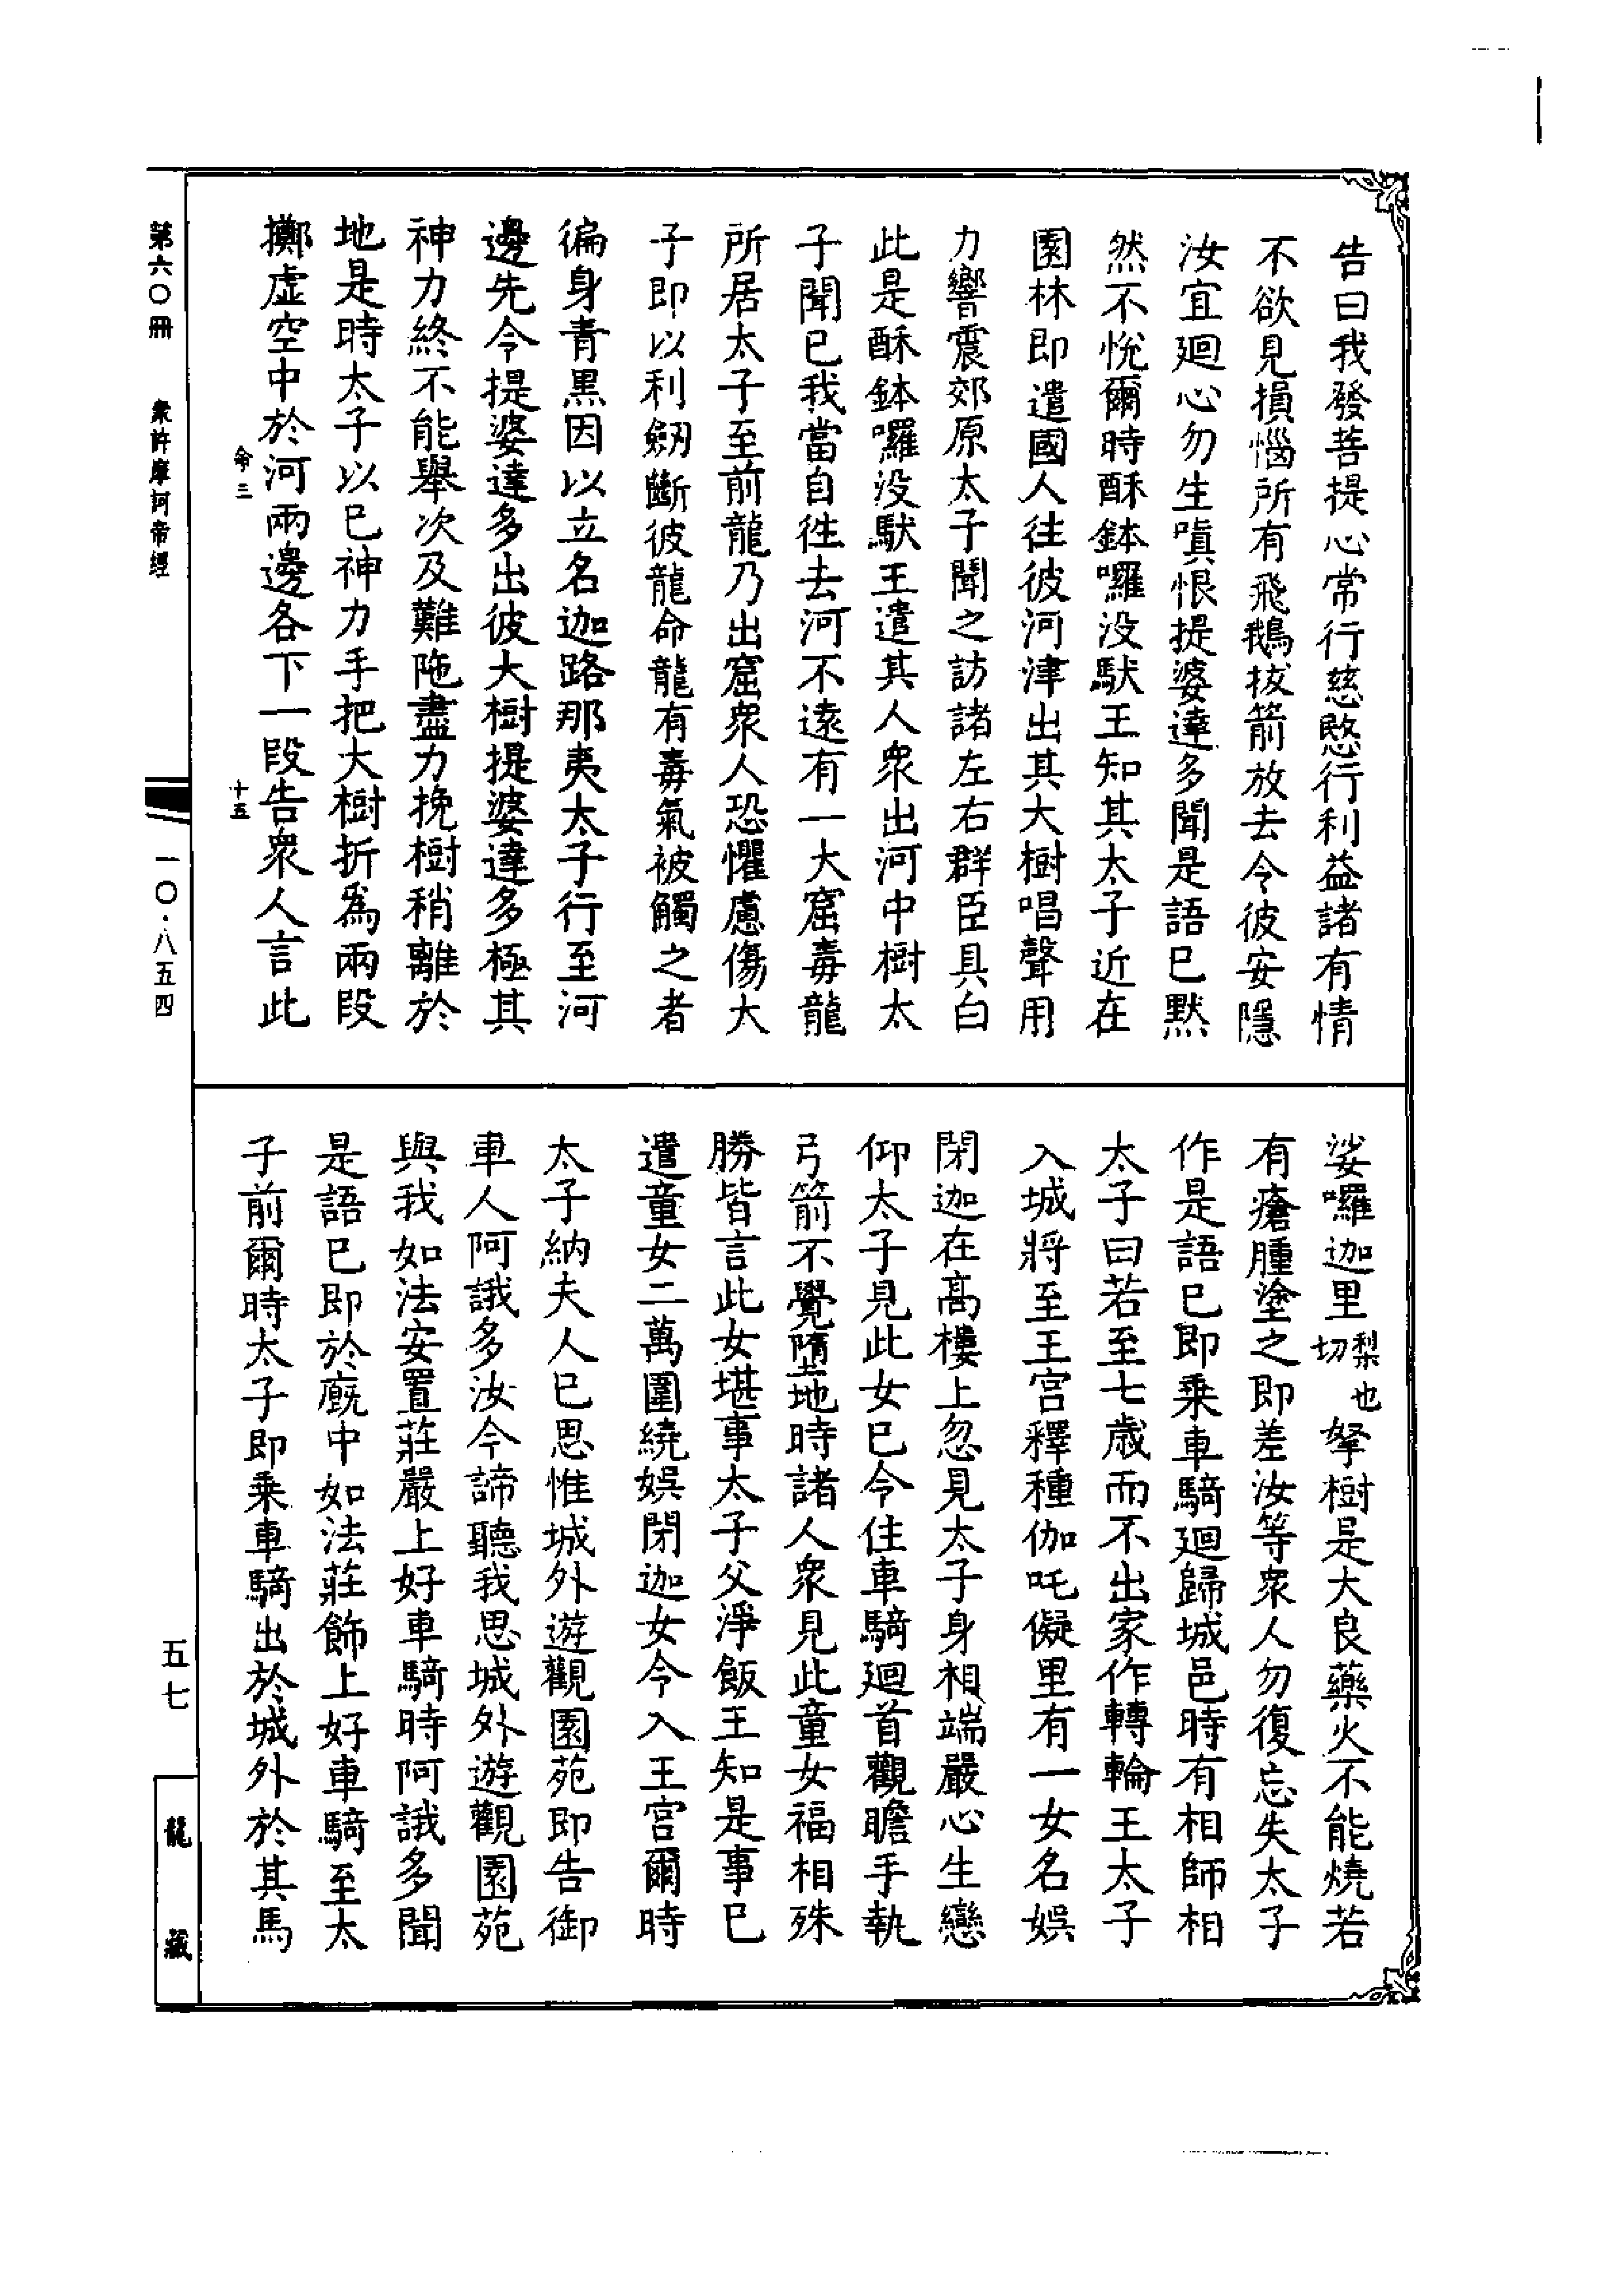 告曰我發菩提心常行慈愍行利益諸有情
不欲見損惱所有飛鵝拔箭放去令彼安隱
汝宜廻心勿生嗔恨提婆達多聞是語已默
然不悅爾時酥鉢囉没馱王知其太子近在
園林即遣國人往彼河津出其大樹唱聲用
力響震郊原太子聞之訪諸左右群臣具白
此是酥鉢囉没馱王遣其人衆出河中樹太
子聞已我當自徃去河不遠有一大窟毒龍
所居太子至前龍乃出窟衆人恐懼慮傷太
子即以利劒斷彼龍命龍有毒氣被觸之者
徧身青黑因以立名迦路那夷太子行至河
邊先令提婆達多出彼大樹提婆達多極其
神力終不能舉次及難陁盡力挽樹稍離於
地是時太子以已神力手把大樹折爲兩段
擲虛空中於河兩邊各下一段告衆人言此
娑囉迦里梨也切拏樹是大良藥火不能燒若
有瘡腫塗之即差汝等衆人勿復忘失太子
作是語已即乗車騎廻歸城邑時有相師相
太子曰若至七歲而不出家作轉輪王太子
入城將至王宮釋種伽吒儗里有一女名娛
閉迦在高樓上忽見太子身相端嚴心生戀
仰太子見此女已令住車騎廻首觀瞻手執
弓箭不覺墮地時諸人衆見此童女福相殊
勝皆言此女堪事太子父淨飯王知是事已
遣童女二萬圍繞娛閉迦女令入王宮爾時
太子納夫人已思惟城外遊觀園苑即告御
車人阿誐多汝今諦聽我思城外遊觀園苑
與我如法安置莊嚴上好車騎時阿誐多聞
是語已即於廐中如法莊飾上好車騎至太
子前爾時太子即乗車騎出於城外於其馬
命三
十五
第六〇冊
衆許摩訶帝經
一〇·八五四
五七
龍藏